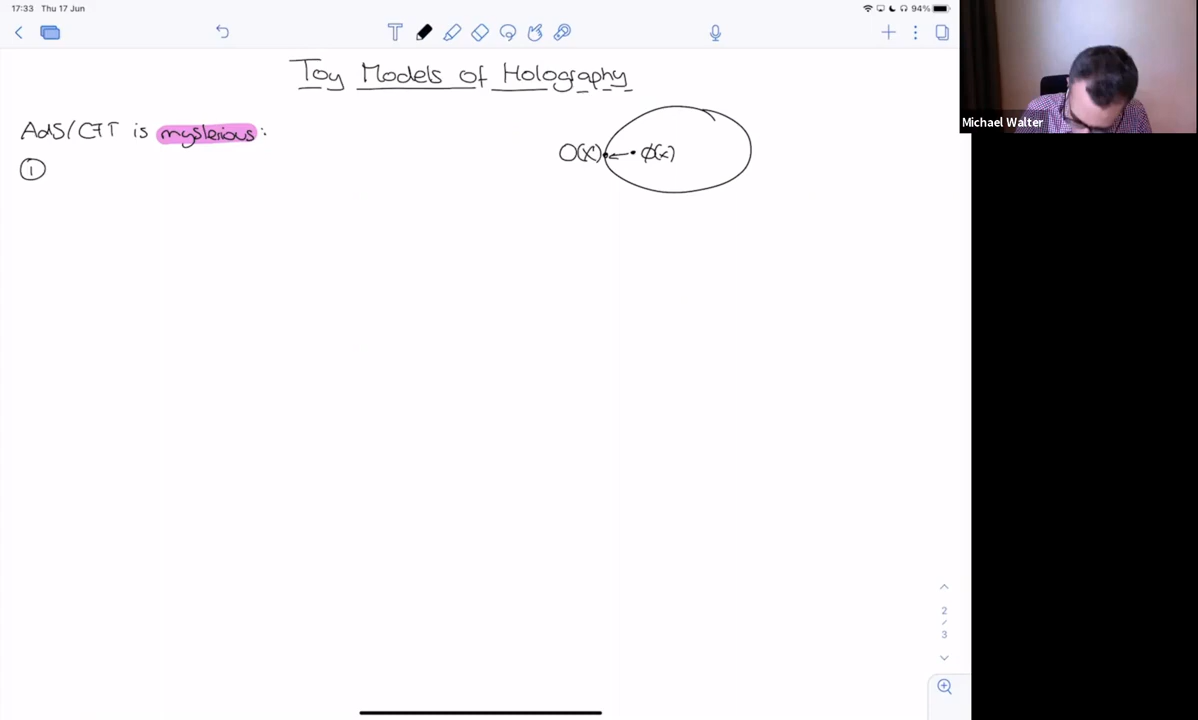 17:33 Thu 17 Jun
94%
T
Toy Models of Holography
AdS/CFT is mysterious:
O(X) ← • ϕ(x)
①
Michael Walter
2
/
3